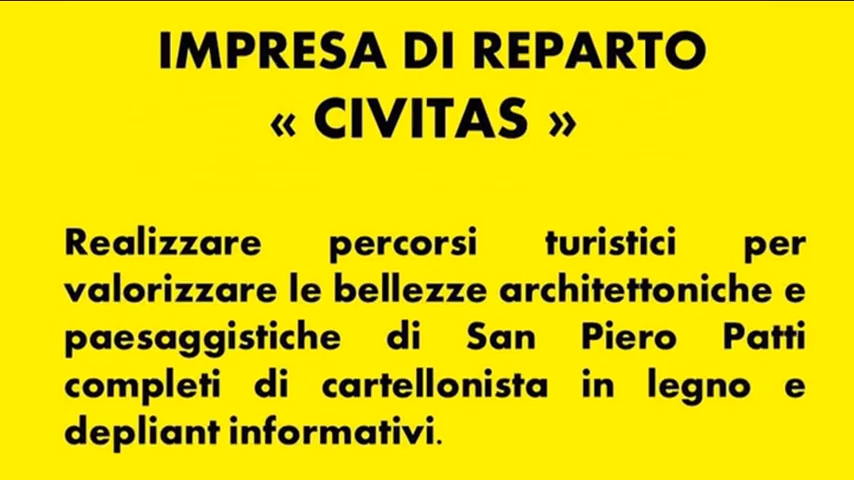 IMPRESA DI REPARTO
« CIVITAS »
Realizzare percorsi turistici per
valorizzare le bellezze architettoniche e
paesaggistiche di San Piero Patti
completi di cartellonista in legno e
depliant informativi.